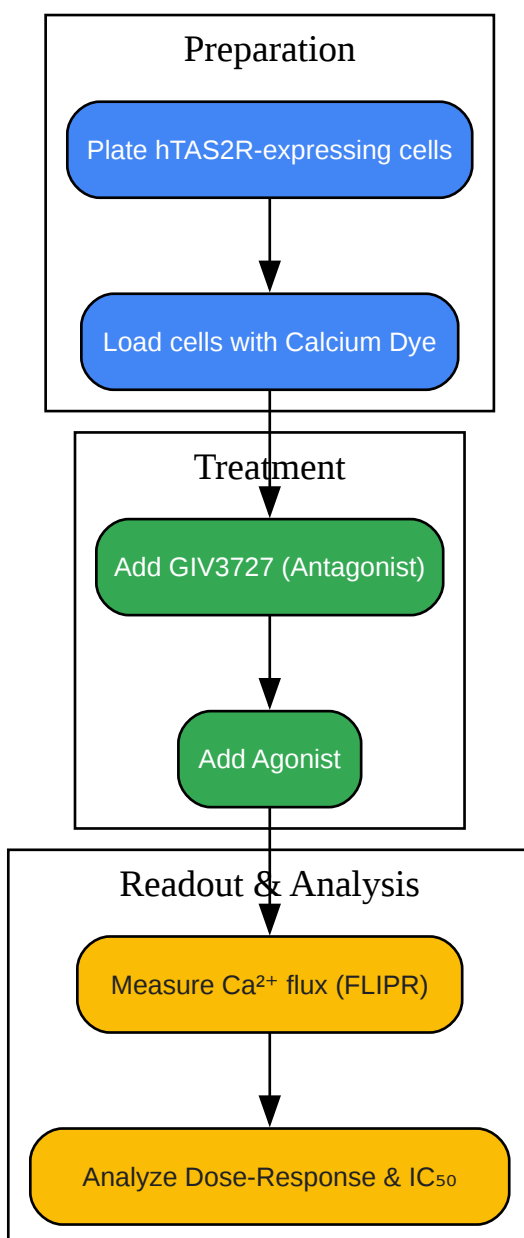 Preparation
Plate hTAS2R-expressing cells
Load cells with Calcium Dye
Treatment
Add GIV3727 (Antagonist)
Add Agonist
Readout & Analysis
Measure Ca²⁺ flux (FLIPR)
Analyze Dose-Response & IC₅₀